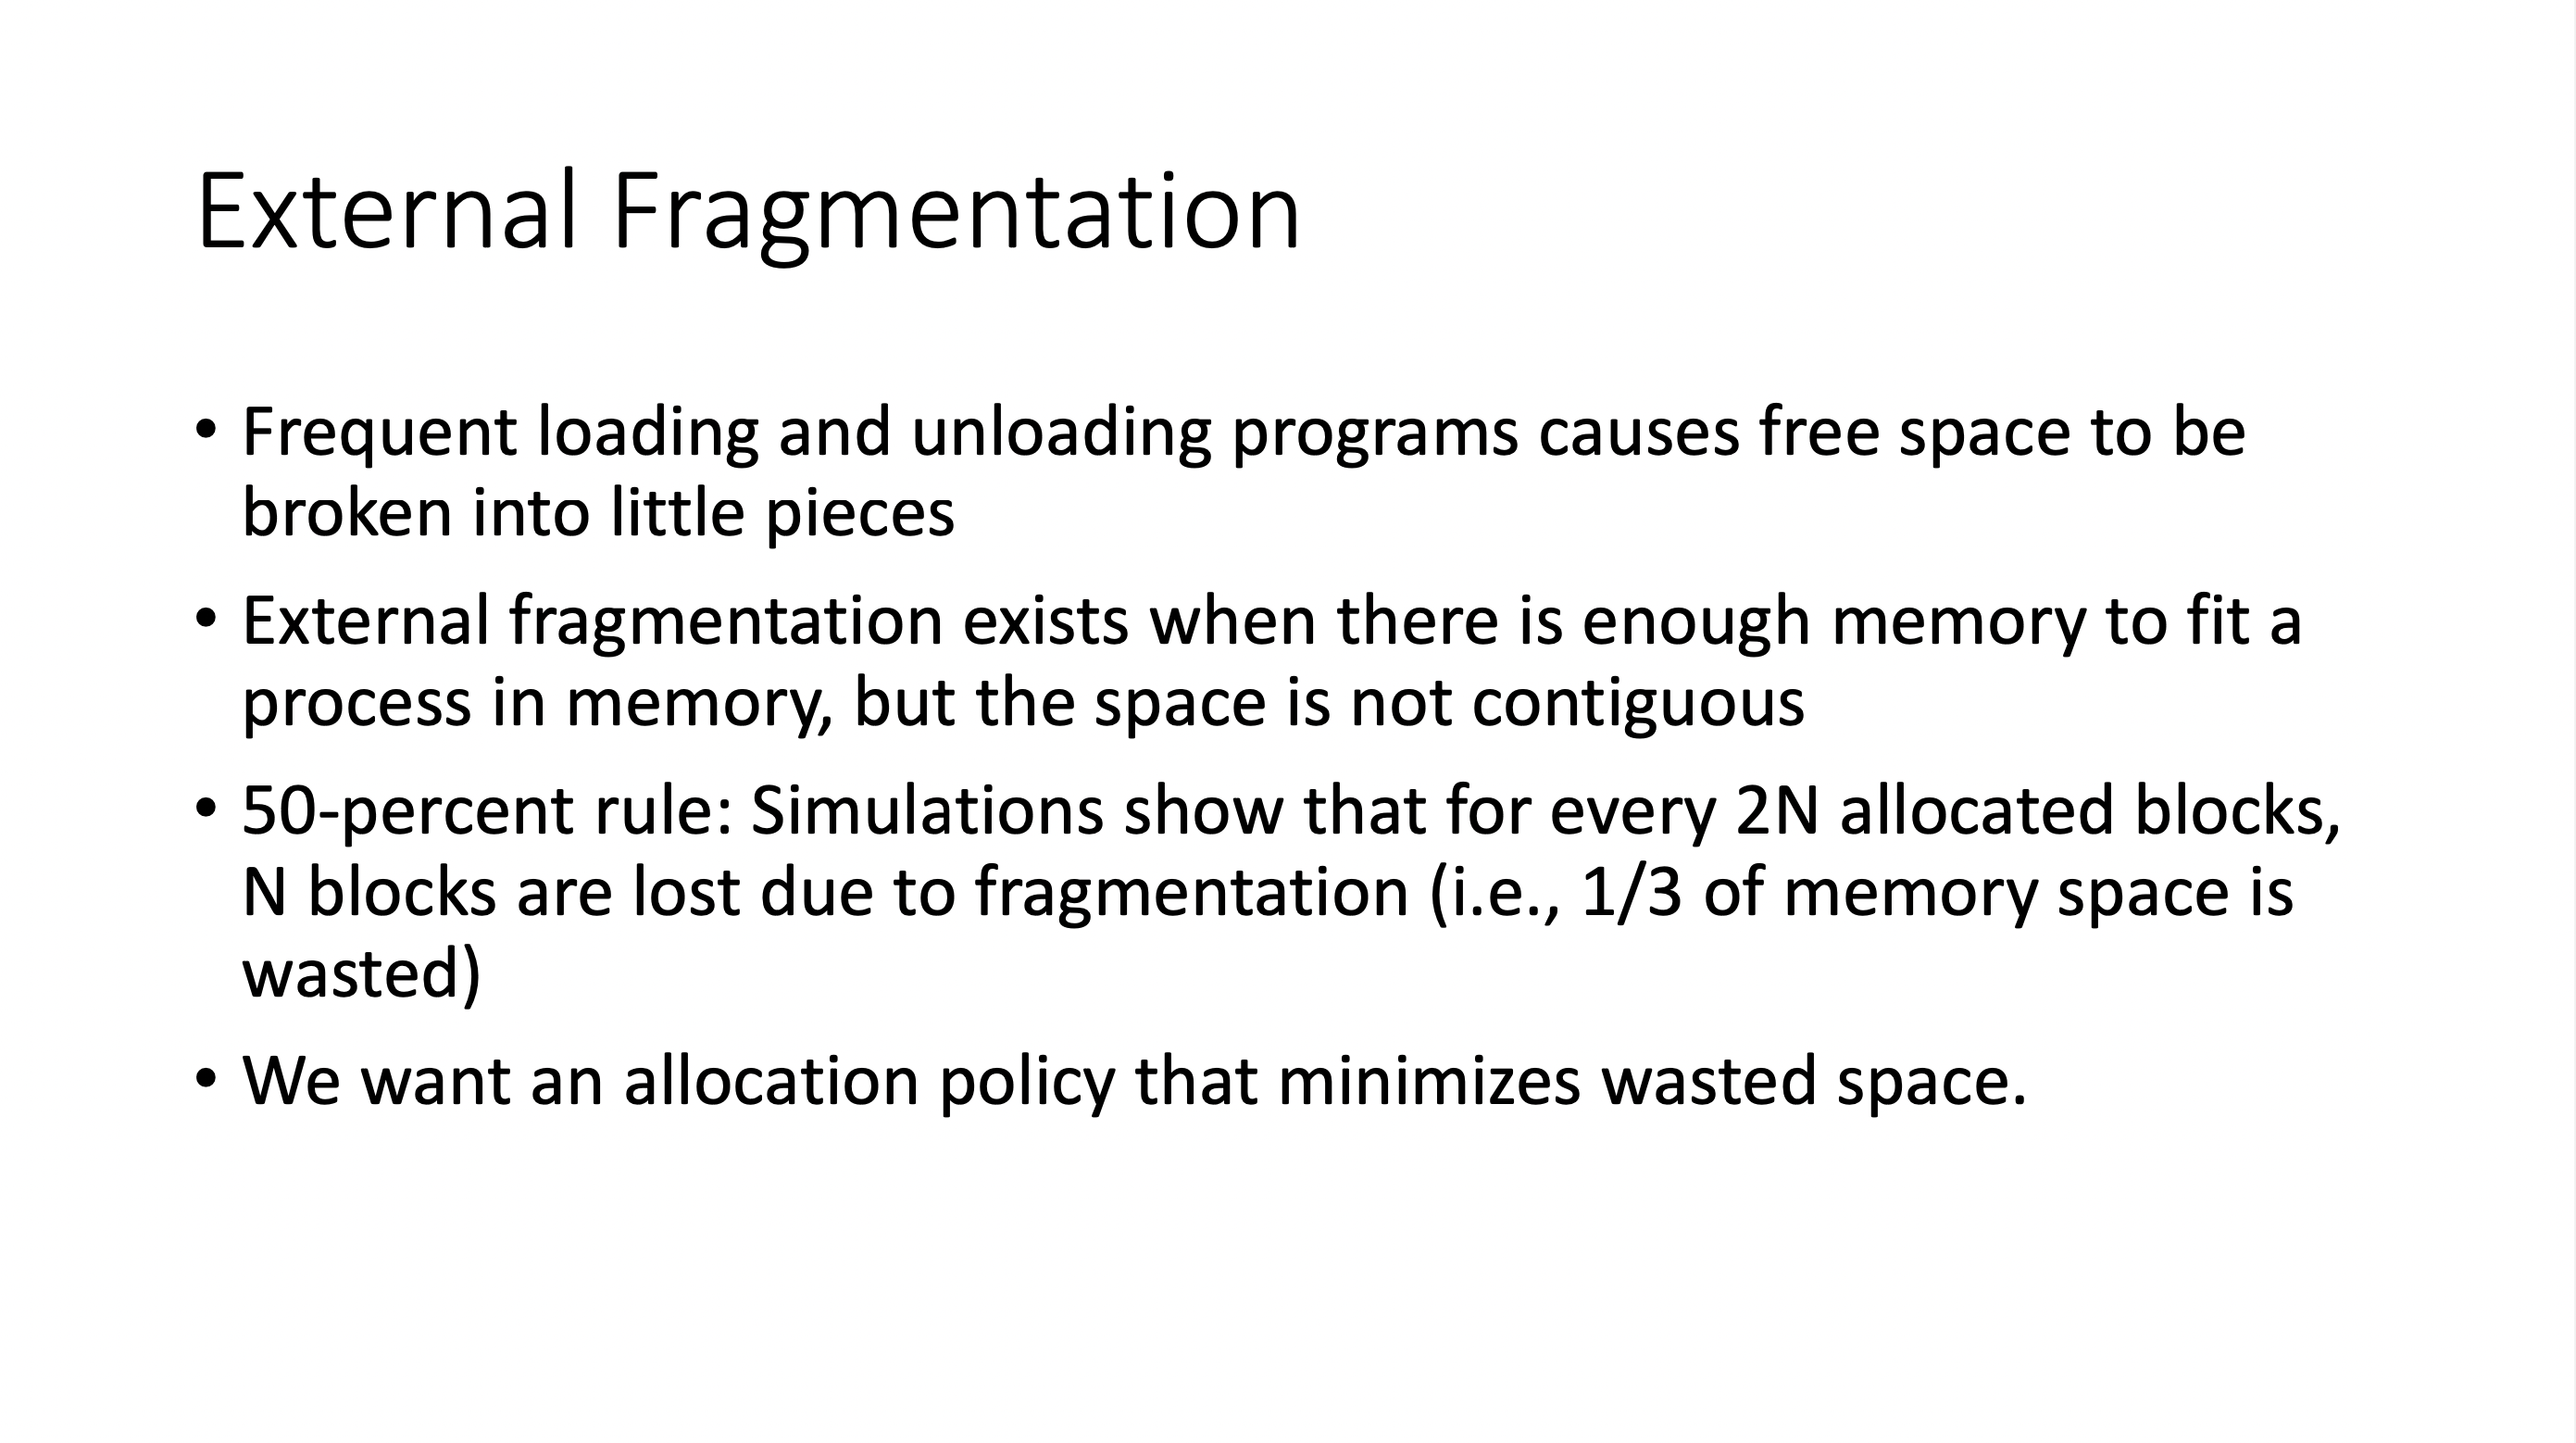 External Fragmentation
• Frequent loading and unloading programs causes free space to be
broken into little pieces
• External fragmentation exists when there is enough memory to fit a
process in memory, but the space is not contiguous
• 50-percent rule: Simulations show that for every 2N allocated blocks,
N blocks are lost due to fragmentation (i.e., 1/3 of memory space is
wasted)
• We want an allocation policy that minimizes wasted space.